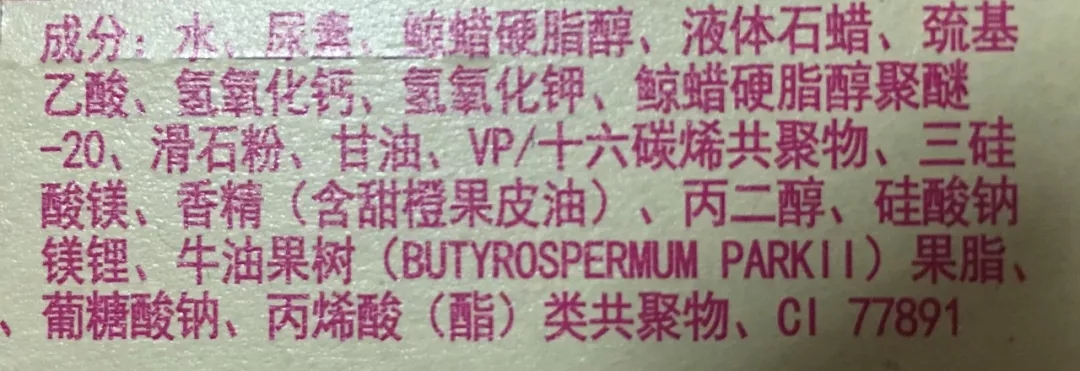 成分：水、尿囊、鲸蜡硬脂醇、液体石蜡、巯基
乙酸、氢氧化钙、氢氧化钾、鲸蜡硬脂醇聚醚
-20、滑石粉、甘油、VP/十六碳烯共聚物、三硅
酸镁、香精（含甜橙果皮油）、丙二醇、硅酸钠
镁锂、牛油果树（BUTYROSPERMUM PARKII）果脂、
、葡糖酸钠、丙烯酸（酯）类共聚物、CI 77891